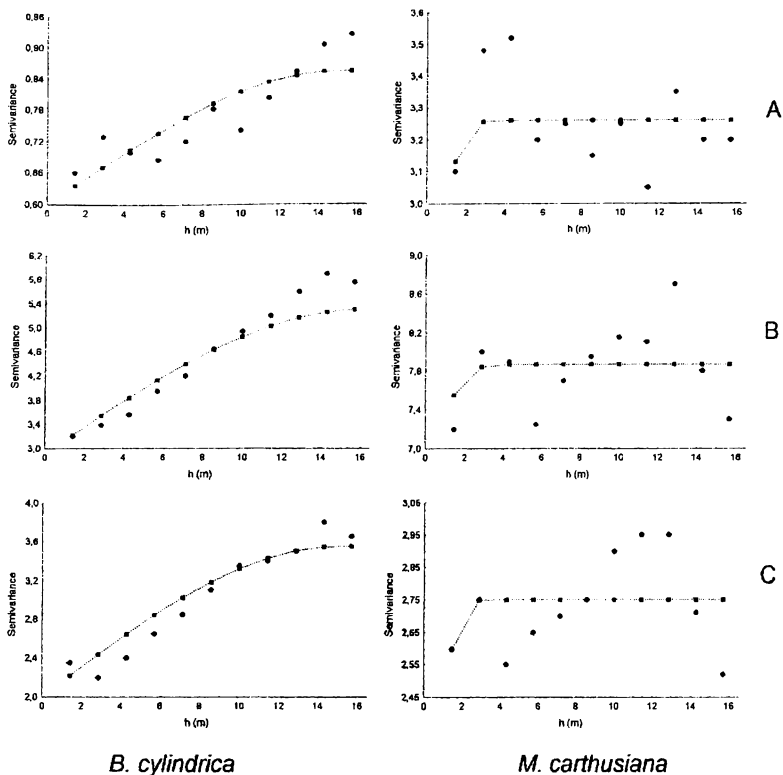 0,96
0,90
0,84
0,78
0,72
0,66
0,60
Semivariance
0 2 4 6 8 10 12 14 16
h (m)
3,6
3,5
3,4
3,3
3,2
3,1
3,0
Semivariance
0 2 4 6 8 10 12 14 16
h (m)
A
6,2
5,8
5,4
5,0
4,6
4,2
3,8
3,4
3,0
Semivariance
0 2 4 6 8 10 12 14 16
h (m)
9,0
8,6
8,2
7,8
7,4
7,0
Semivariance
0 2 4 6 8 10 12 14 16
h (m)
B
4,0
3,6
3,2
2,8
2,4
2,0
Semivariance
0 2 4 6 8 10 12 14 16
h (m)
3,05
2,95
2,85
2,75
2,65
2,55
2,45
Semivariance
0 2 4 6 8 10 12 14 16
h (m)
C
B. cylindrica
M. carthusiana